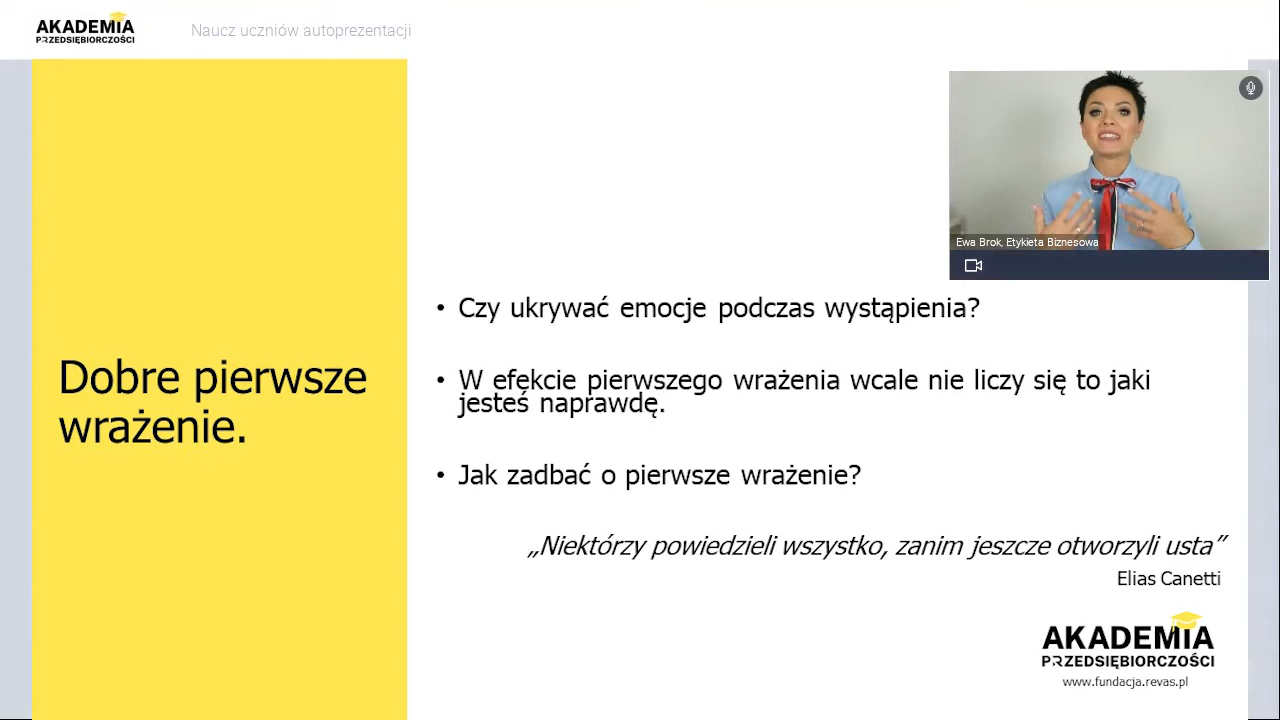 AKADEMIA
PRZEDSIĘBIORCZOŚCI
Naucz uczniów autoprezentacji
Ewa Brok, Etykieta Biznesowa
Dobre pierwsze
wrażenie.
• Czy ukrywać emocje podczas wystąpienia?
• W efekcie pierwszego wrażenia wcale nie liczy się to jaki
jesteś naprawdę.
• Jak zadbać o pierwsze wrażenie?
„Niektórzy powiedzieli wszystko, zanim jeszcze otworzyli usta”
Elias Canetti
AKADEMIA
PRZEDSIĘBIORCZOŚCI
www.fundacja.revas.pl